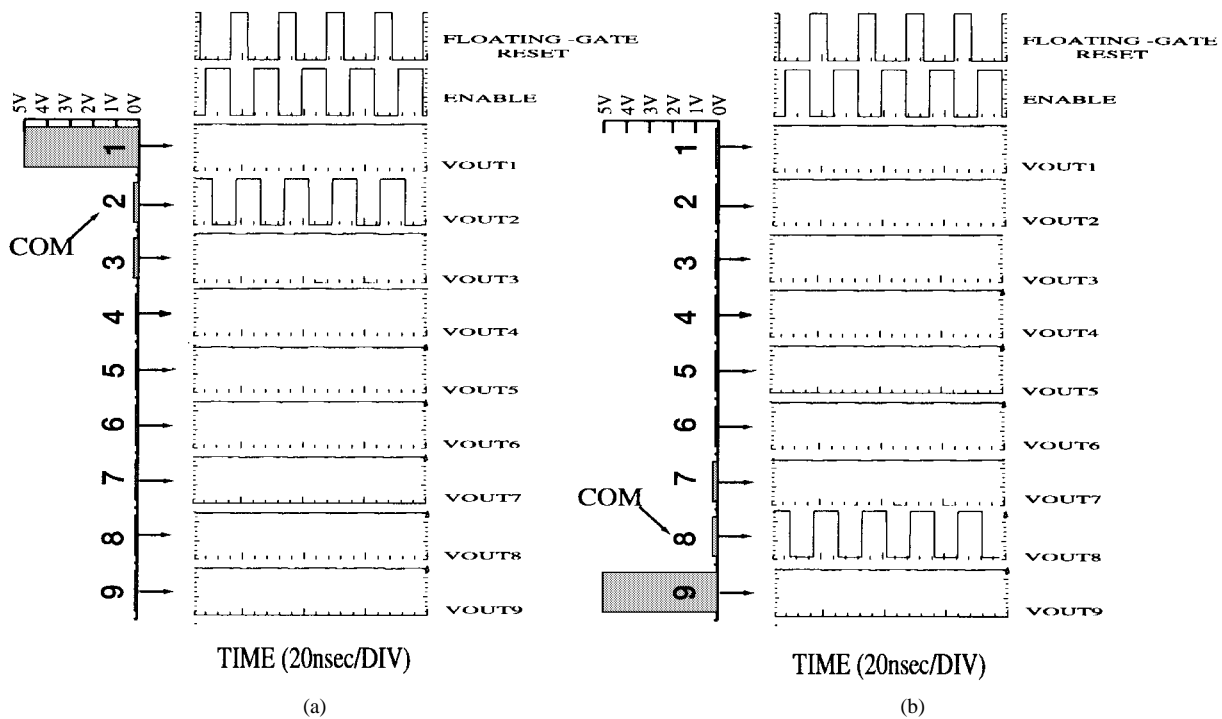 FLOATING -GATE
RESET
ENABLE
5V 4V 3V 2V 1V 0V
1
VOUT1
2
VOUT2
COM
3
VOUT3
4
VOUT4
5
VOUT5
6
VOUT6
7
VOUT7
8
VOUT8
9
VOUT9
TIME (20nsec/DIV)
(a)
FLOATING -GATE
RESET
ENABLE
5V 4V 3V 2V 1V 0V
1
VOUT1
2
VOUT2
3
VOUT3
4
VOUT4
5
VOUT5
6
VOUT6
7
VOUT7
COM
8
VOUT8
9
VOUT9
TIME (20nsec/DIV)
(b)